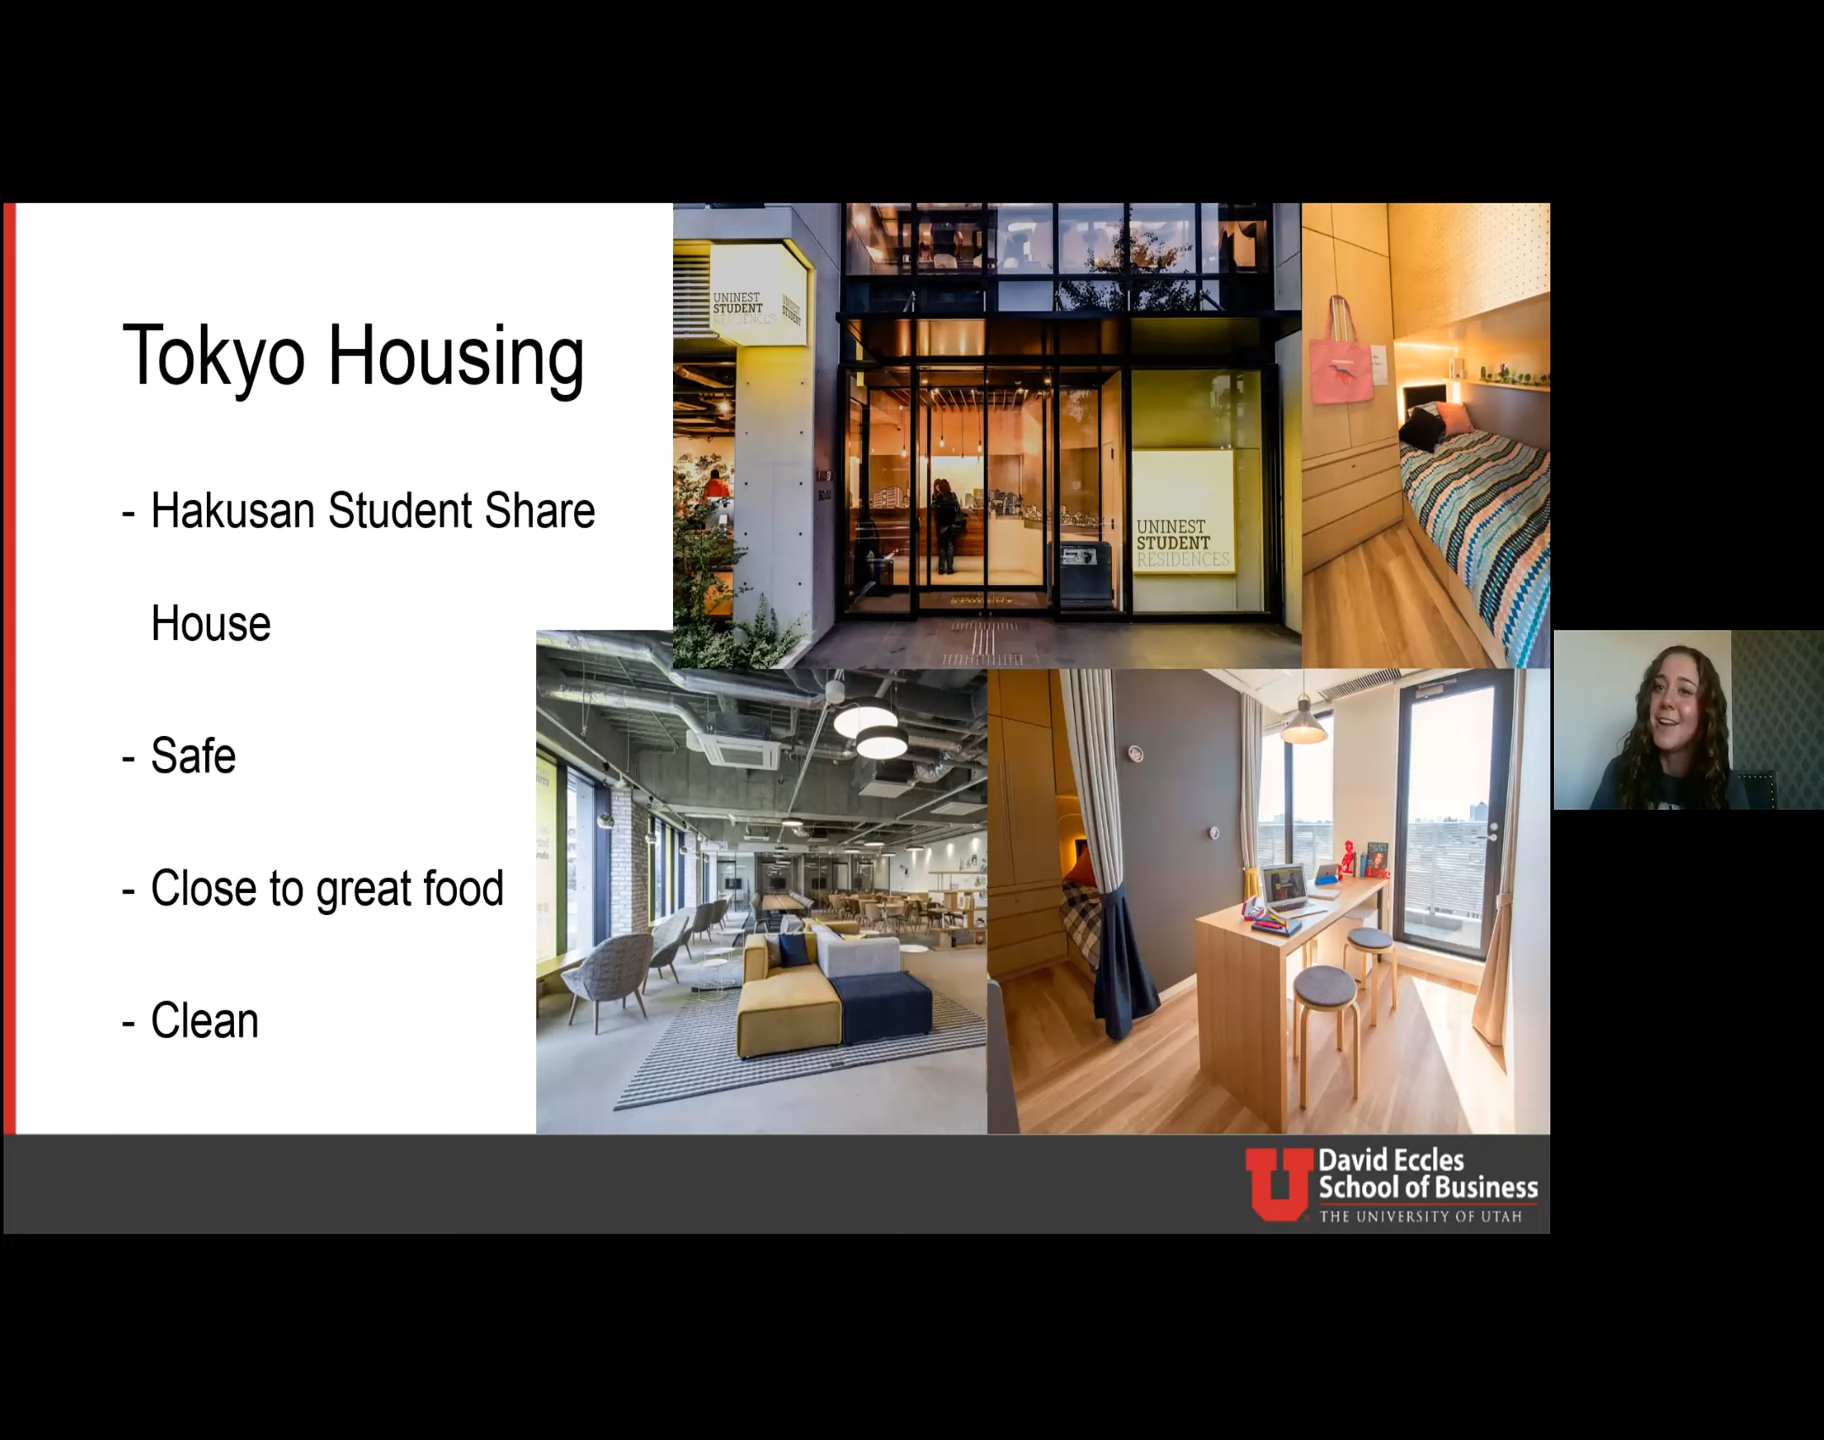 Tokyo Housing
- Hakusan Student Share
House
- Safe
- Close to great food
- Clean
UNINEST
STUDENT
RESIDENCES
UNINEST
STUDENT
RESIDENCES
David Eccles
School of Business
THE UNIVERSITY OF UTAH